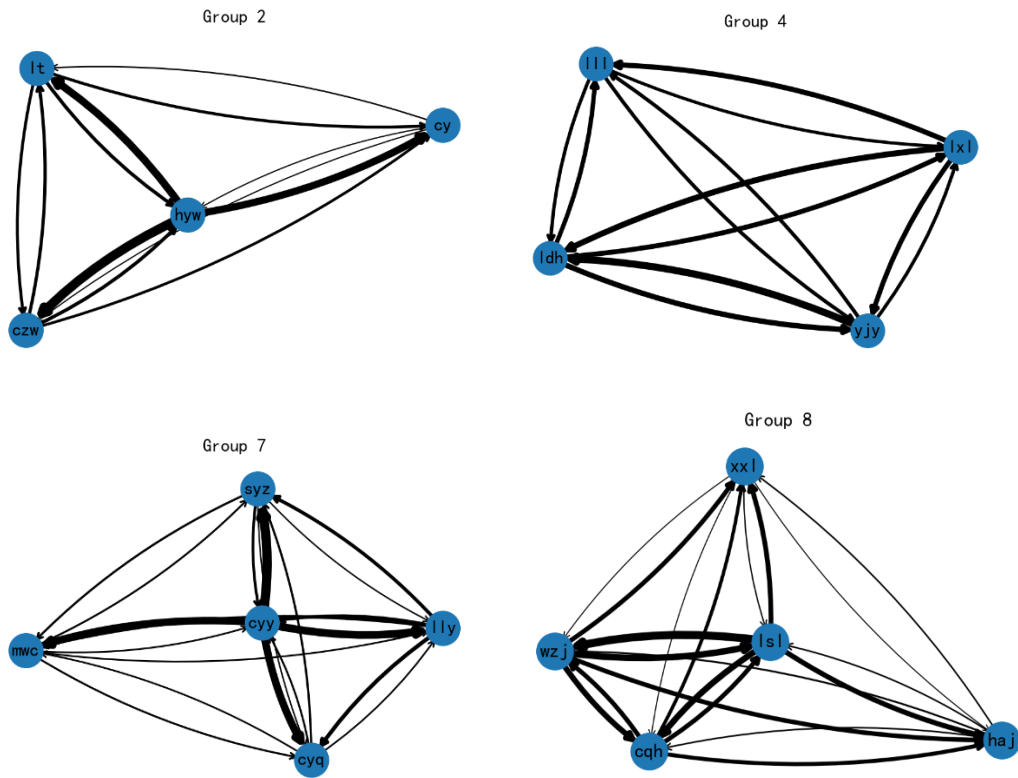 Group 2
lt
cy
hyw
czw
Group 4
lll
lxl
ldh
yjy
Group 7
syz
cyy
lly
mwc
cyq
Group 8
xxl
wzj
lsl
cqh
haj